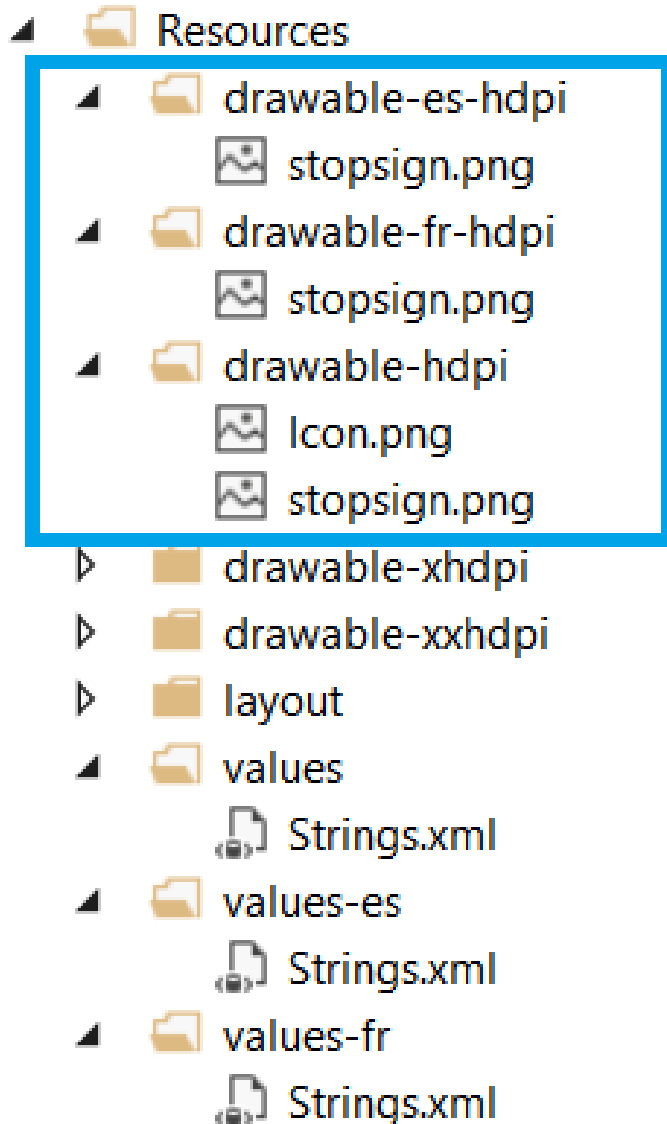 Resources
drawable-es-hdpi
stopsign.png
drawable-fr-hdpi
stopsign.png
drawable-hdpi
Icon.png
stopsign.png
drawable-xhdpi
drawable-xxhdpi
layout
values
Strings.xml
values-es
Strings.xml
values-fr
Strings.xml